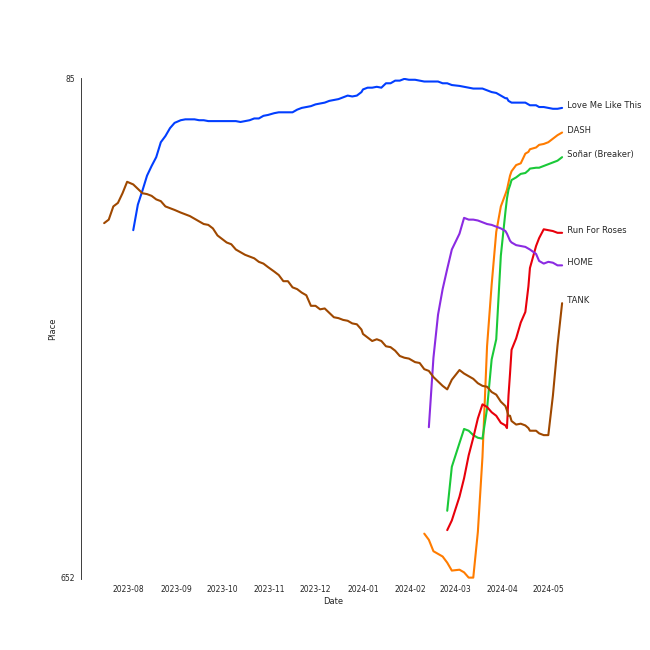 85
Love Me Like This
DASH
Soñar (Breaker)
Run For Roses
HOME
TANK
Place
652
2023-08 2023-09 2023-10 2023-11 2023-12 2024-01 2024-02 2024-03 2024-04 2024-05
Date